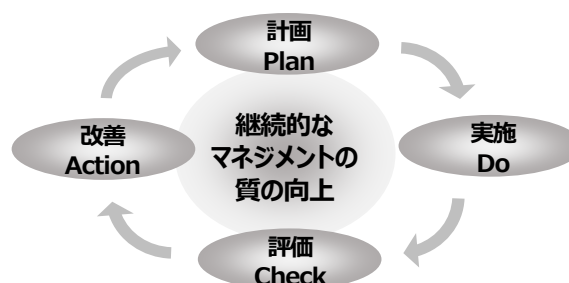 計画
Plan
継続的な
マネジメントの
質の向上
改善
Action
実施
Do
評価
Check